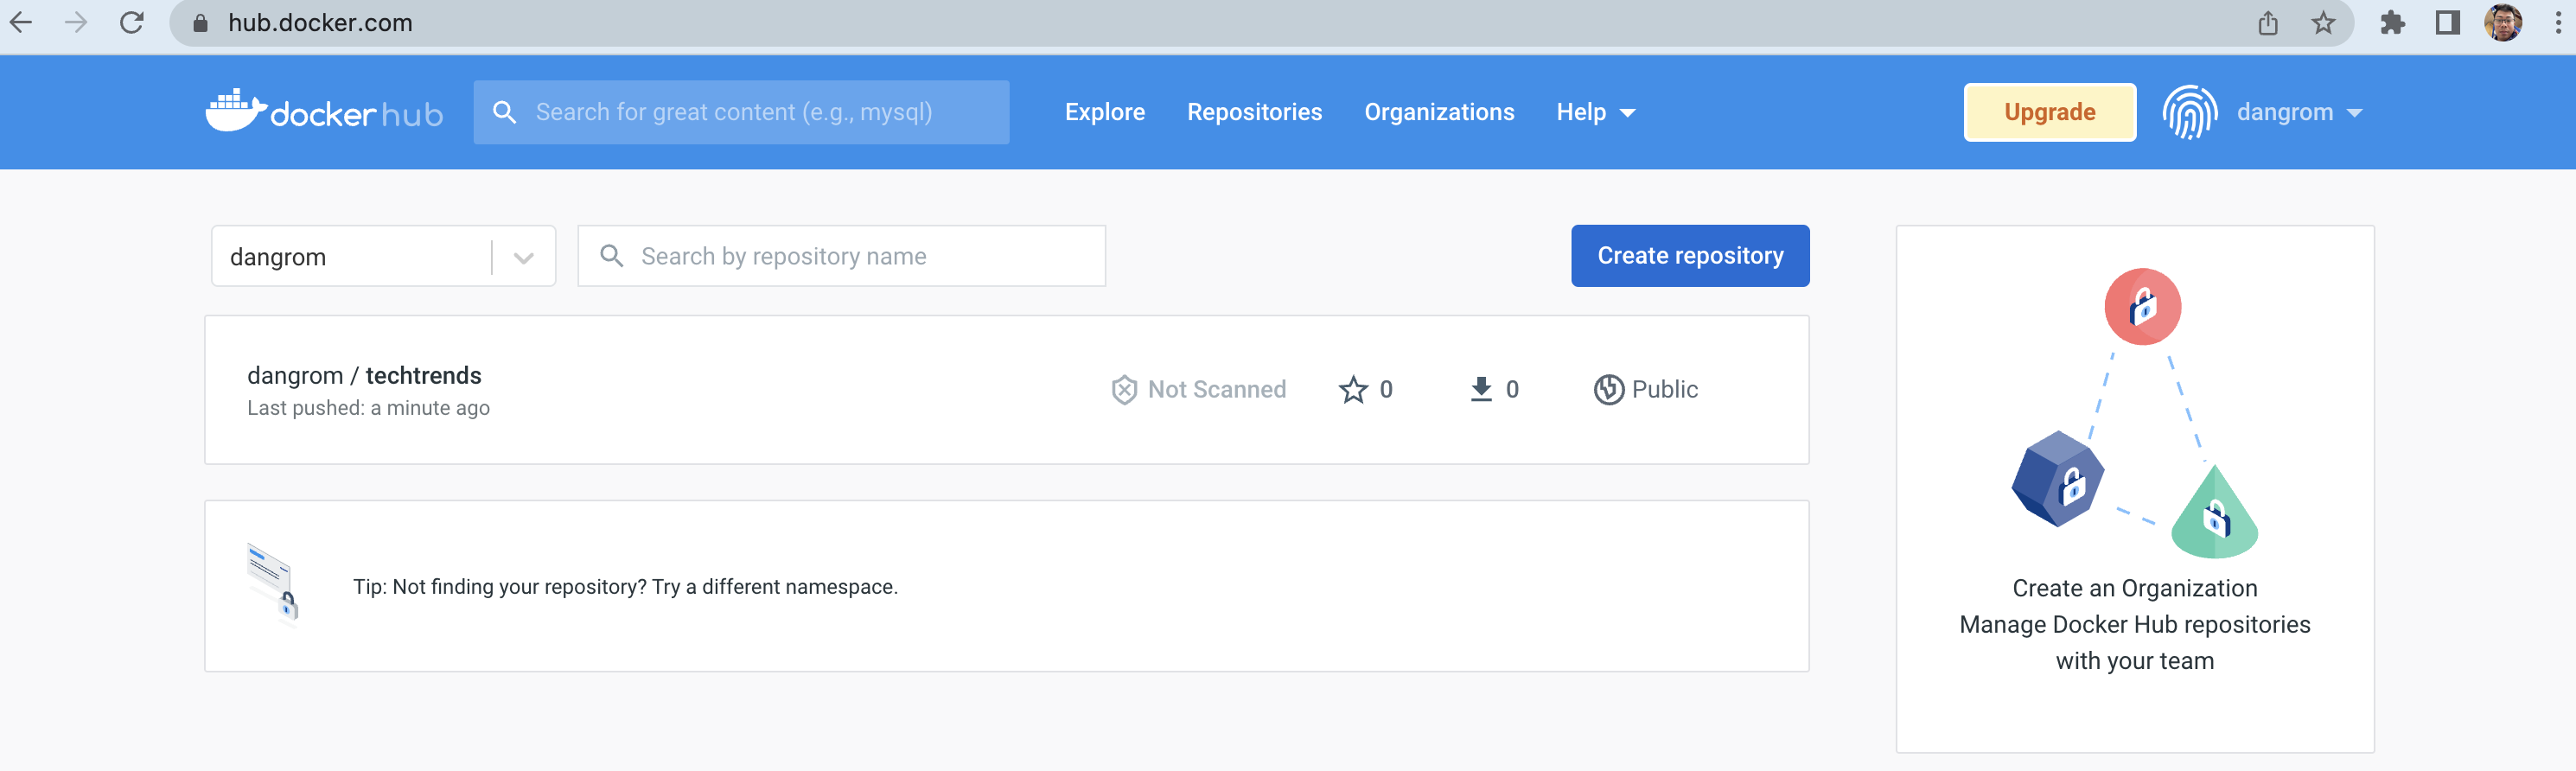 hub.docker.com
docker hub
Search for great content (e.g., mysql)
Explore
Repositories
Organizations
Help
Upgrade
dangrom
dangrom
Search by repository name
Create repository
dangrom / techtrends
Last pushed: a minute ago
Not Scanned
0
0
Public
Tip: Not finding your repository? Try a different namespace.
Create an Organization
Manage Docker Hub repositories
with your team